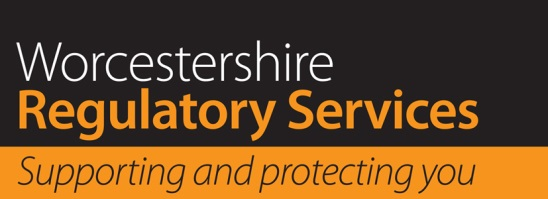 Worcestershire
Regulatory Services
Supporting and protecting you